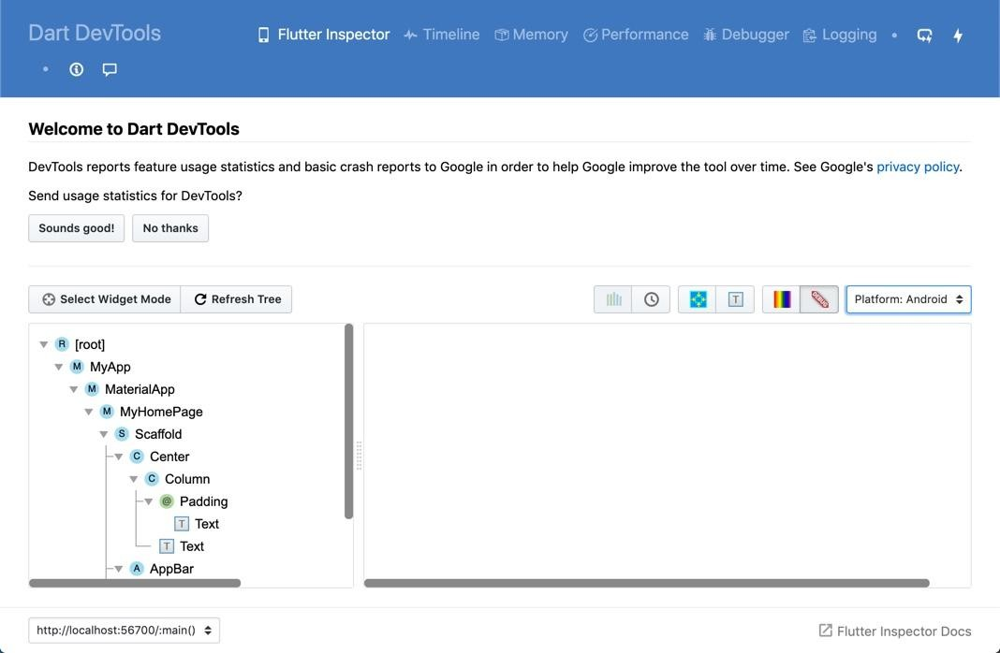 Dart DevTools Flutter Inspector Timeline Memory Performance Debugger Logging
Welcome to Dart DevTools
DevTools reports feature usage statistics and basic crash reports to Google in order to help Google improve the tool over time. See Google's privacy policy.
Send usage statistics for DevTools?
Sounds good! No thanks
Select Widget Mode Refresh Tree T Platform: Android
R [root]
M MyApp
M MaterialApp
M MyHomePage
S Scaffold
C Center
C Column
@ Padding
T Text
T Text
A AppBar
http://localhost:56700/:main() Flutter Inspector Docs